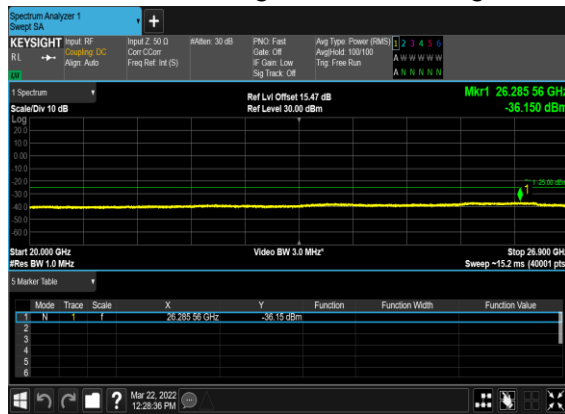 Spectrum Analyzer 1
Swept SA
KEYSIGHT Input: RF Input Z: 50 Ω #Atten: 30 dB PNO: Fast Avg Type: Power (RMS) 1 2 3 4 5 6
RL Coupling: DC Corr CCorr Gate: Off Avg|Hold: 100/100 A W W W W W
Align: Auto Freq Ref: Int (S) IF Gain: Low Trig: Free Run A N N N N N
Sig Track: Off
1 Spectrum Ref Lvl Offset 15.47 dB Mkr1 26.285 56 GHz
Scale/Div 10 dB Ref Level 30.00 dBm -36.150 dBm
Log
20.0
10.0
0.00
-10.0
-20.0
-25.00 dBm
-30.0
1
-40.0
-50.0
-60.0
Start 20.000 GHz Video BW 3.0 MHz* Stop 26.900 GHz
#Res BW 1.0 MHz Sweep ~15.2 ms (40001 pts
5 Marker Table
Mode Trace Scale X Y Function Function Width Function Value
1 N 1 f 26.285 56 GHz -36.15 dBm
2
3
4
5
6
? Mar 22, 2022
12:28:36 PM